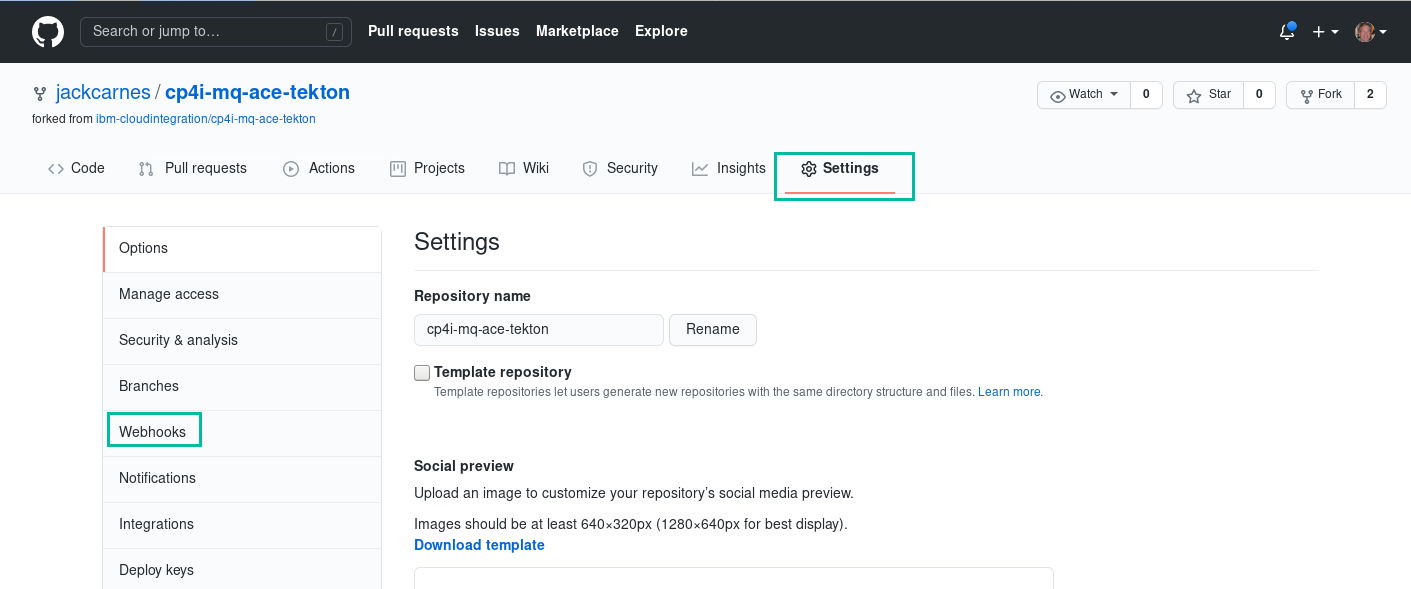 Search or jump to… /
Pull requests Issues Marketplace Explore
jackcarnes / cp4i-mq-ace-tekton
Watch 0 Star 0 Fork 2
forked from ibm-cloudintegration/cp4i-mq-ace-tekton
Code Pull requests Actions Projects Wiki Security Insights Settings
Options
Manage access
Security & analysis
Branches
Webhooks
Notifications
Integrations
Deploy keys
Settings
Repository name
cp4i-mq-ace-tekton Rename
Template repository
Template repositories let users generate new repositories with the same directory structure and files. Learn more.
Social preview
Upload an image to customize your repository’s social media preview.
Images should be at least 640×320px (1280×640px for best display).
Download template